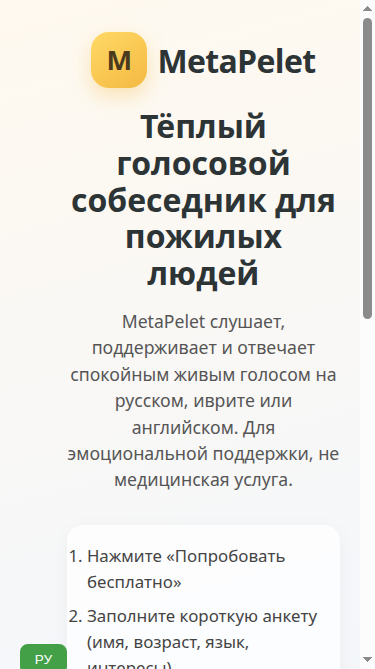 M MetaPelet
Тёплый
голосовой
собеседник для
пожилых
людей
MetaPelet слушает,
поддерживает и отвечает
спокойным живым голосом на
русском, иврите или
английском. Для
эмоциональной поддержки, не
медицинская услуга.
1. Нажмите «Попробовать
бесплатно»
2. Заполните короткую анкету
(имя, возраст, язык,
интересы)
РУ